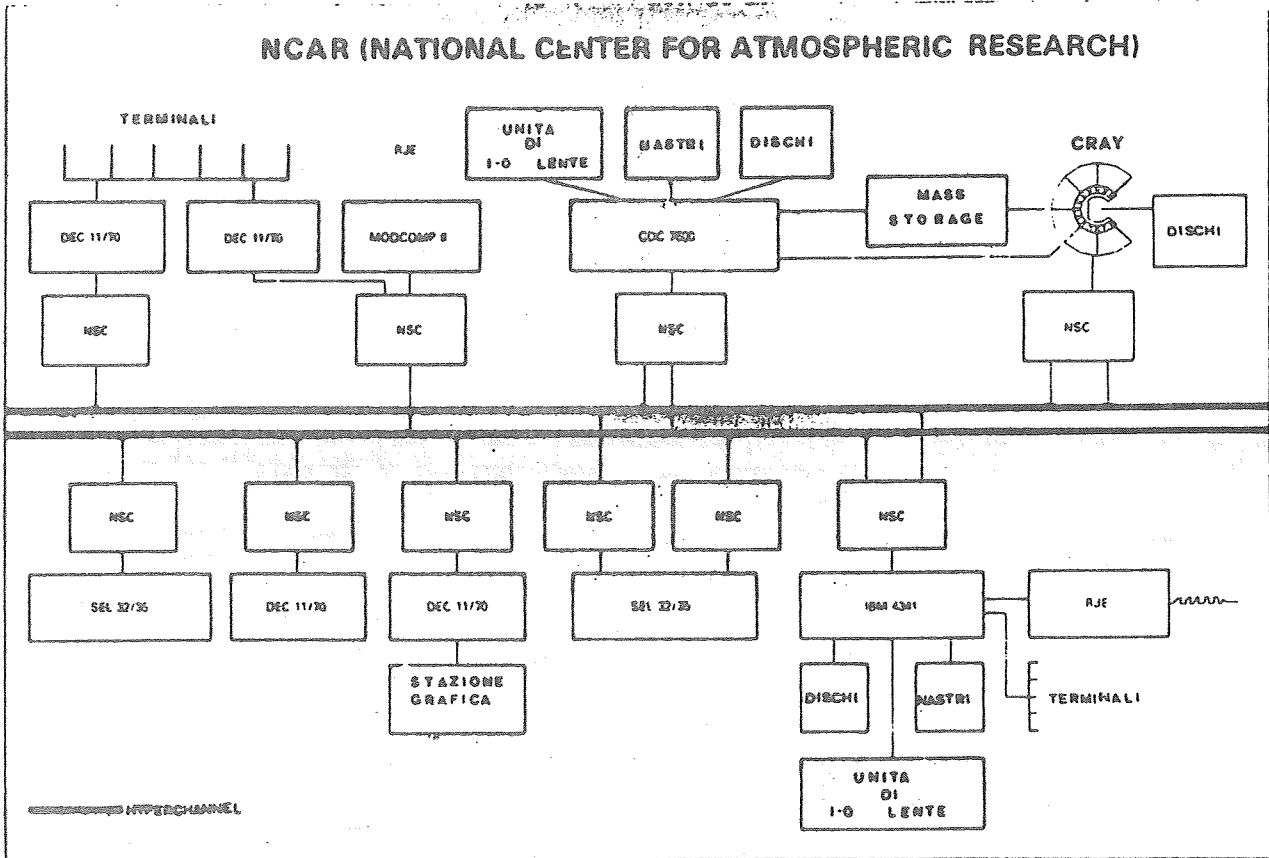 NCAR (NATIONAL CENTER FOR ATMOSPHERIC RESEARCH)
TERMINALI
RJE
UNITA
DI
I-O LENTE
NASTRI
DISCHI
CRAY
MASS
STORAGE
DISCHI
DEC 11/70
DEC 11/70
MODCOMP II
CDC 7600
NSC
NSC
NSC
NSC
NSC
NSC
NSC
NSC
NSC
NSC
SEL 32/35
DEC 11/70
DEC 11/70
SEL 32/35
IBM 4341
RJE
STAZIONE
GRAFICA
DISCHI
NASTRI
TERMINALI
UNITA
DI
I-O LENTE
HYPERCHANNEL